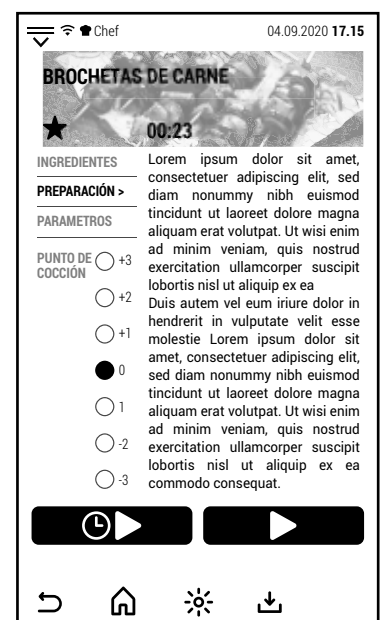 Chef
04.09.2020 17.15
BROCHETAS DE CARNE
00:23
INGREDIENTES
PREPARACIÓN >
PARAMETROS
PUNTO DE
COCCIÓN
+3
+2
+1
0
1
-2
-3
Lorem ipsum dolor sit amet,
consectetuer adipiscing elit, sed
diam nonummy nibh euismod
tincidunt ut laoreet dolore magna
aliquam erat volutpat. Ut wisi enim
ad minim veniam, quis nostrud
exercitation ullamcorper suscipit
lobortis nisl ut aliquip ex ea
Duis autem vel eum iriure dolor in
hendrerit in vulputate velit esse
molestie Lorem ipsum dolor sit
amet, consectetuer adipiscing elit,
sed diam nonummy nibh euismod
tincidunt ut laoreet dolore magna
aliquam erat volutpat. Ut wisi enim
ad minim veniam, quis nostrud
exercitation ullamcorper suscipit
lobortis nisl ut aliquip ex ea
commodo consequat.